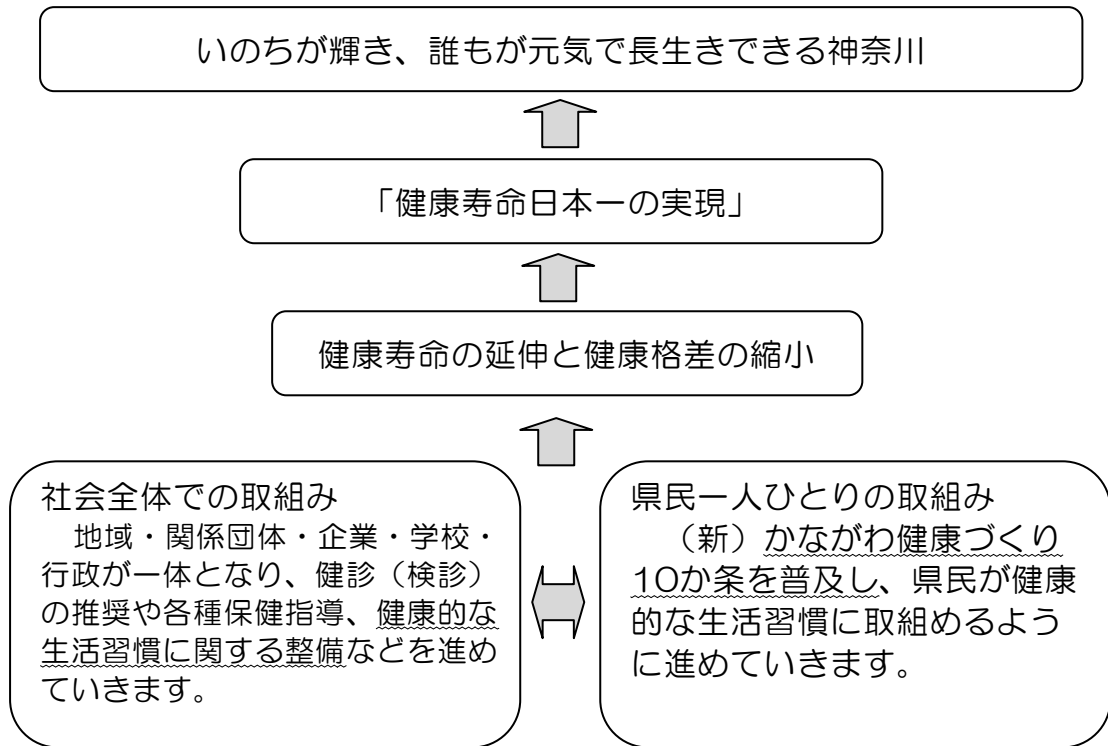 いのちが輝き、誰もが元気で長生きできる神奈川
「健康寿命日本一の実現」
健康寿命の延伸と健康格差の縮小
社会全体での取組み
地域・関係団体・企業・学校・
行政が一体となり、健診（検診）
の推奨や各種保健指導、健康的な
生活習慣に関する整備などを進め
ていきます。
県民一人ひとりの取組み
（新）かながわ健康づくり
10か条を普及し、県民が健康
的な生活習慣に取組めるよう
に進めていきます。